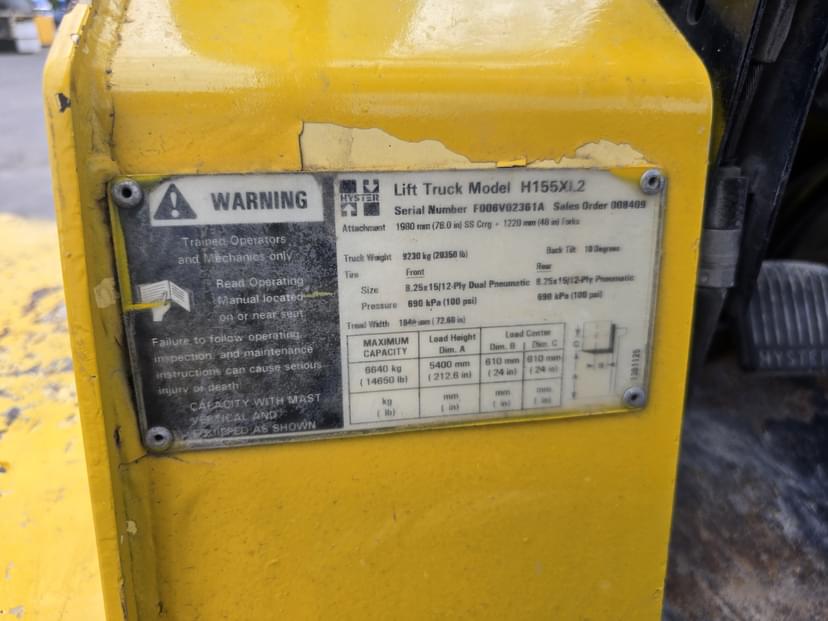 WARNING
Trained Operators
and Mechanics only
Read Operating
Manual located
on or near seat
Failure to follow operating,
inspection, and maintenance
instructions can cause serious
injury or death
CAPACITY WITH MAST
VERTICAL AND
EQUIPPED AS SHOWN
HYSTER
Lift Truck Model H155XL2
Serial Number F006V02361A Sales Order 008409
Attachment 1980 mm (78.0 in) SS Crrg + 1220 mm (48 in) Forks
Truck Weight 9230 kg (20350 lb) Back Tilt 10 Degrees
Tire Front Rear
Size 8.25x15/12-Ply Dual Pneumatic 8.25x15/12-Ply Pneumatic
Pressure 690 kPa (100 psi) 690 kPa (100 psi)
Tread Width mm (72.60 in)
MAXIMUM CAPACITY Load Height Dim. A Load Center Dim. B Dim. C
6640 kg 5400 mm 610 mm 610 mm
(14650 lb) (212.6 in) (24 in) (24 in)
kg mm mm mm
(lb) (in) (in) (in)
1381125
HYSTER